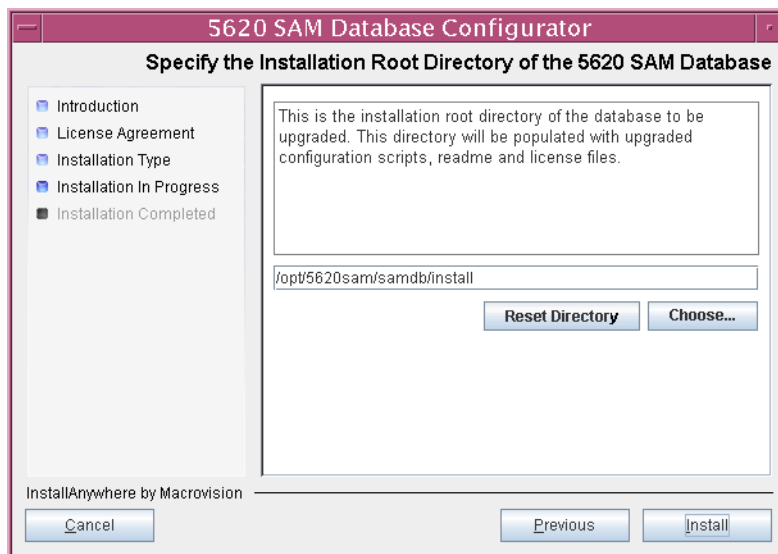 5620 SAM Database Configurator
Specify the Installation Root Directory of the 5620 SAM Database
Introduction
License Agreement
Installation Type
Installation In Progress
Installation Completed
This is the installation root directory of the database to be
upgraded. This directory will be populated with upgraded
configuration scripts, readme and license files.
/opt/5620sam/samdb/install
Reset Directory
Choose...
InstallAnywhere by Macrovision
Cancel
Previous
Install